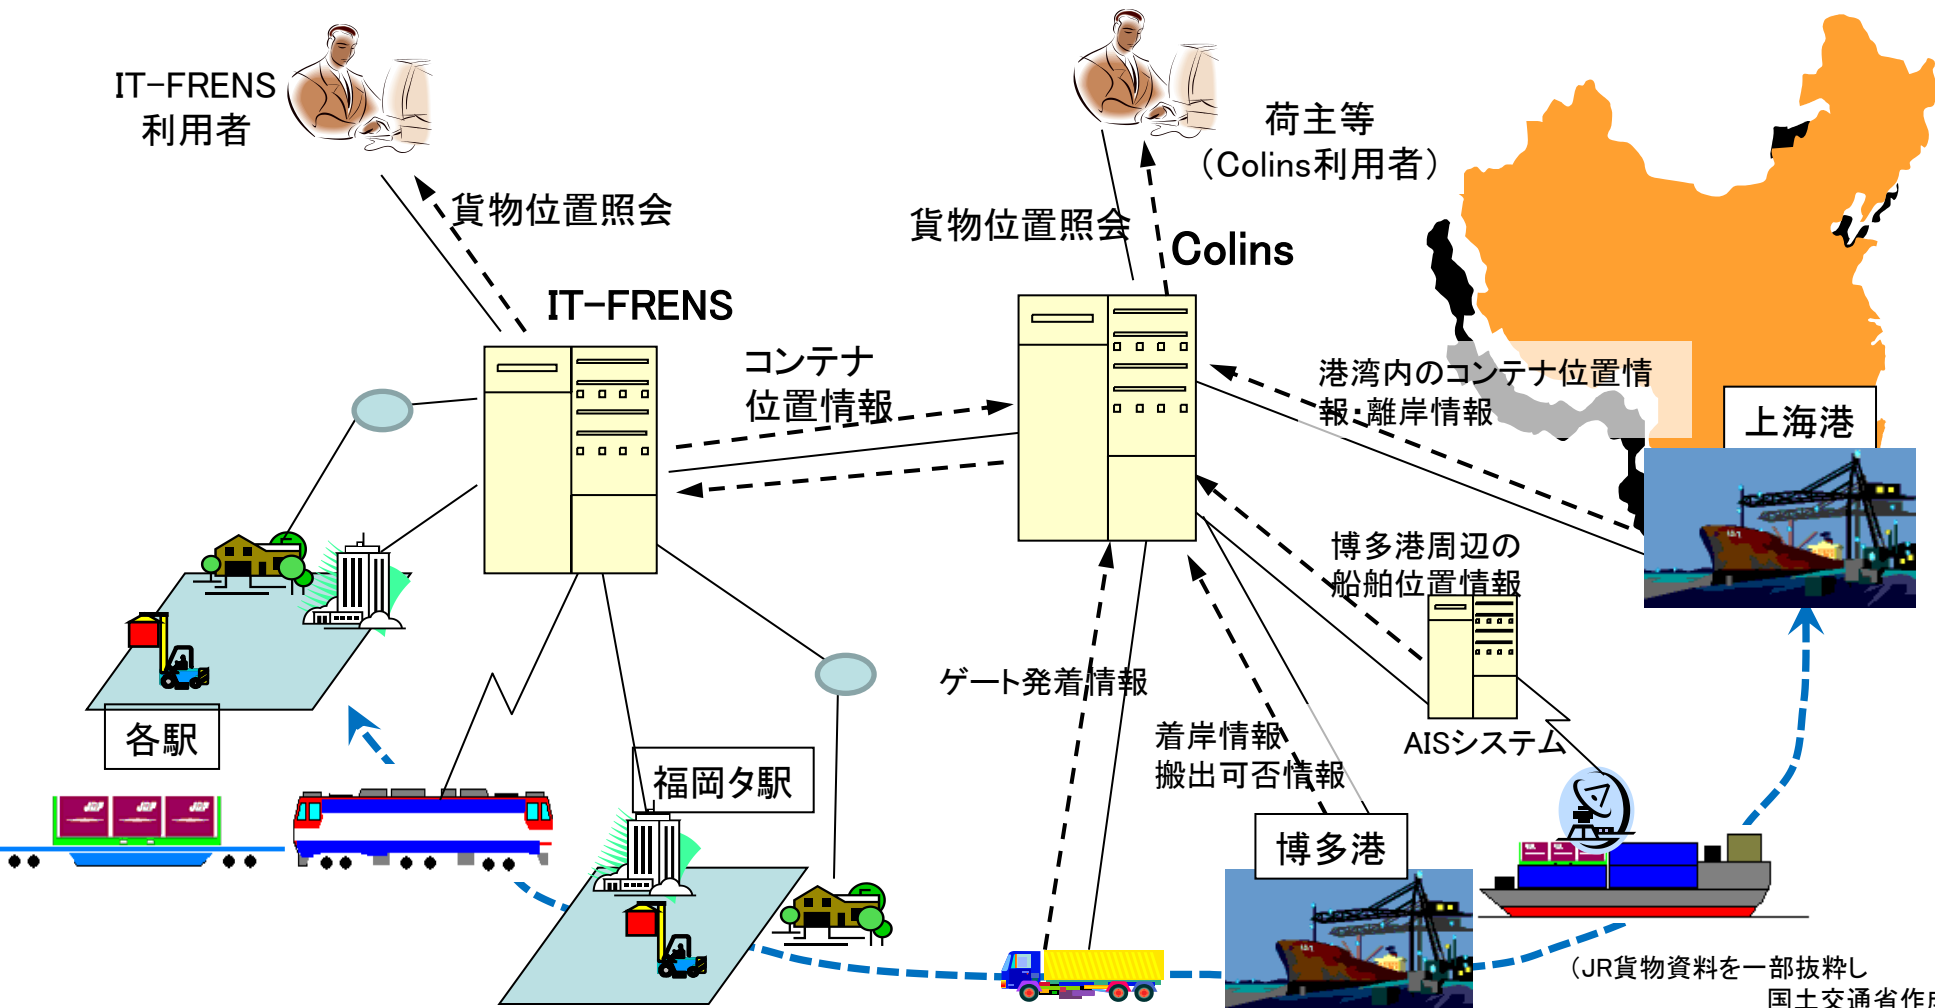 IT-FRENS
利用者
貨物位置照会
荷主等
（Colins利用者）
貨物位置照会
Colins
IT-FRENS
コンテナ
位置情報
港湾内のコンテナ位置情
報・離岸情報
上海港
博多港周辺の
船舶位置情報
ゲート発着情報
着岸情報
搬出可否情報
AISシステム
各駅
福岡タ駅
博多港
JRF JRF JRF
（JR貨物資料を一部抜粋し
国土交通省作成